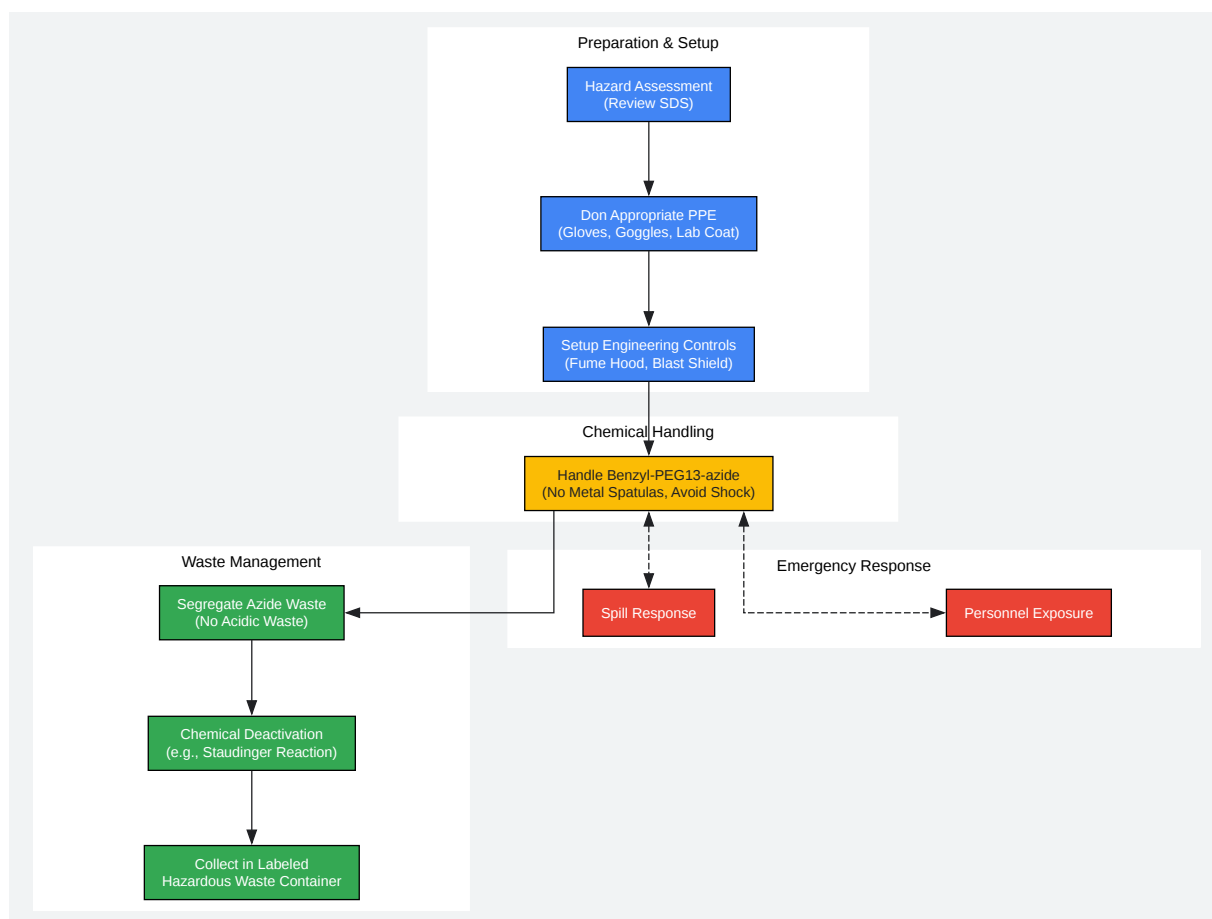 Preparation & Setup
Hazard Assessment
(Review SDS)
Don Appropriate PPE
(Gloves, Goggles, Lab Coat)
Setup Engineering Controls
(Fume Hood, Blast Shield)
Chemical Handling
Handle Benzyl-PEG13-azide
(No Metal Spatulas, Avoid Shock)
Waste Management
Segregate Azide Waste
(No Acidic Waste)
Chemical Deactivation
(e.g., Staudinger Reaction)
Collect in Labeled
Hazardous Waste Container
Emergency Response
Spill Response
Personnel Exposure